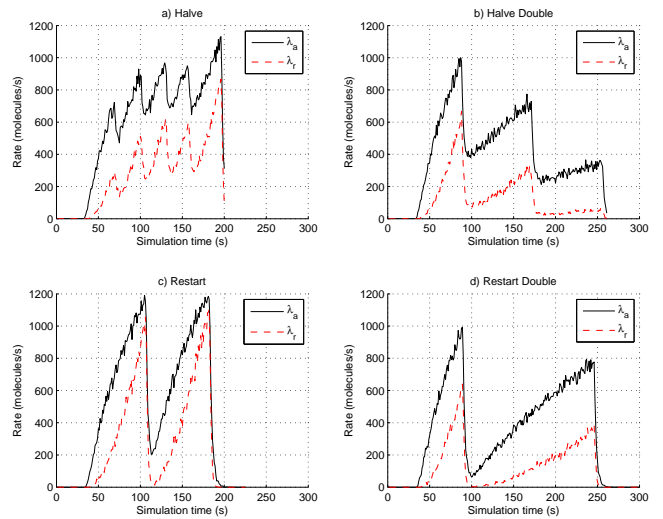 a) Halve
1200
1000
800
600
400
200
0
0 50 100 150 200 250 300
Rate (molecules/s)
Simulation time (s)
λa
λr
b) Halve Double
1200
1000
800
600
400
200
0
0 50 100 150 200 250 300
Rate (molecules/s)
Simulation time (s)
λa
λr
c) Restart
1200
1000
800
600
400
200
0
0 50 100 150 200 250 300
Rate (molecules/s)
Simulation time (s)
λa
λr
d) Restart Double
1200
1000
800
600
400
200
0
0 50 100 150 200 250 300
Rate (molecules/s)
Simulation time (s)
λa
λr